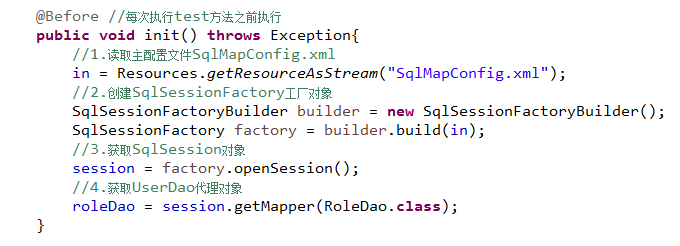 @Before //每次执行test方法之前执行
public void init() throws Exception{
//1.读取主配置文件SqlMapConfig.xml
in = Resources.getResourceAsStream("SqlMapConfig.xml");
//2.创建SqlSessionFactory工厂对象
SqlSessionFactoryBuilder builder = new SqlSessionFactoryBuilder();
SqlSessionFactory factory = builder.build(in);
//3.获取SqlSession对象
session = factory.openSession();
//4.获取UserDao代理对象
roleDao = session.getMapper(RoleDao.class);
}